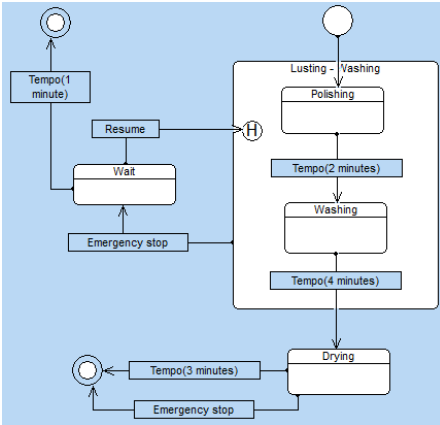 Lusting - Washing
Tempo(1
minute)
Polishing
Resume
H
Tempo(2 minutes)
Wait
Washing
Emergency stop
Tempo(4 minutes)
Drying
Tempo(3 minutes)
Emergency stop